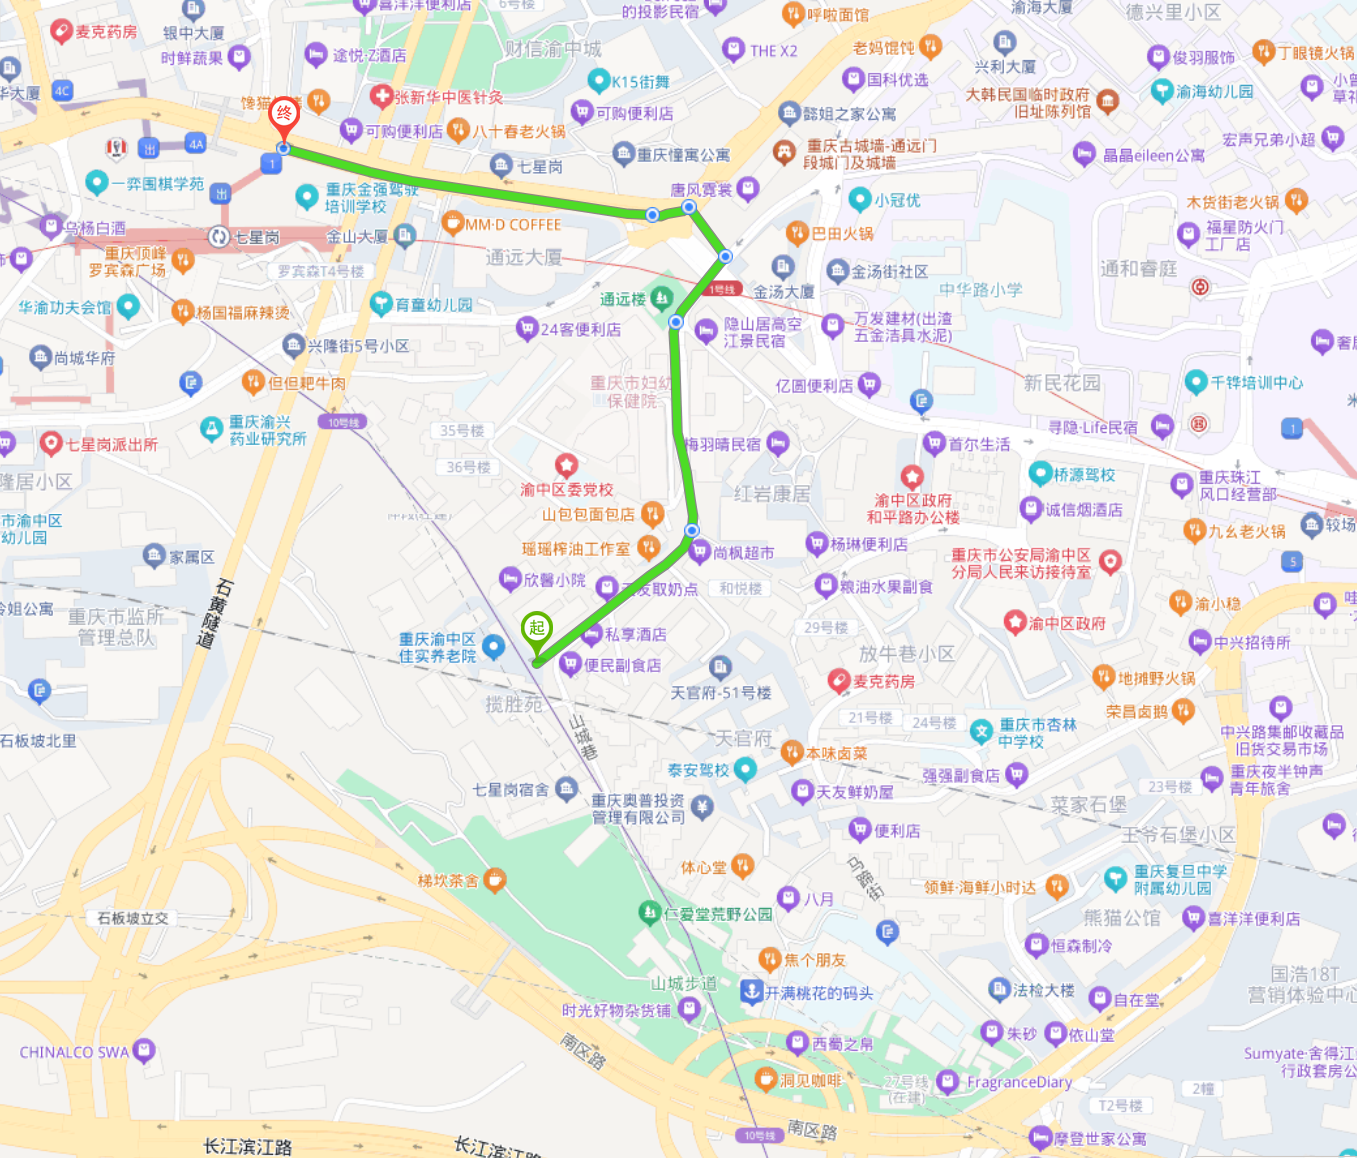 喜洋洋便利店
6号楼
的投影民宿
呼啦面馆
渝海大厦
德兴里小区
麦克药房
银中大厦
时鲜蔬果
途悦·Z酒店
财信渝中城
THE X2
老妈馄饨
兴利大厦
俊羽服饰
丁眼镜火锅
华大厦
4C
张新华中医针灸
K15街舞
国科优选
大韩民国临时政府
旧址陈列馆
渝海幼儿园
小曾
草礼
终
可购便利店
可购便利店
八十春老火锅
懿姐之家公寓
宏声兄弟小超
4A
出
1
七星岗
重庆憧寓公寓
重庆古城墙-通远门
段城门及城墙
晶晶eileen公寓
一弈围棋学苑
出
重庆金强驾驶
培训学校
唐风霓裳
小冠优
木货街老火锅
乌杨白酒
七星岗
金山大厦
MM·D COFFEE
巴田火锅
福星防火门
工厂店
重庆顶峰
罗宾森广场
罗宾森T4号楼
通远大厦
金汤街社区
通和睿庭
1号线
金汤大厦
中华路小学
华渝功夫会馆
杨国福麻辣烫
育童幼儿园
通远楼
24客便利店
隐山居高空
江景民宿
万发建材(出渣
五金洁具水泥)
尚城华府
兴隆街5号小区
奢居
但但耙牛肉
重庆市妇幼
保健院
亿圆便利店
新民花园
千铧培训中心
10号线
重庆渝兴
药业研究所
35号楼
七星岗派出所
梅羽晴民宿
首尔生活
寻隐·Life民宿
1
36号楼
隆居小区
渝中区委党校
红岩康居
渝中区政府
和平路办公楼
桥源驾校
重庆珠江
风口经营部
市渝中区
幼儿园
山包包面包店
诚信烟酒店
九幺老火锅
较场
家属区
瑶瑶榨油工作室
尚枫超市
杨琳便利店
重庆市公安局渝中区
分局人民来访接待室
5
石黄隧道
欣馨小院
友取奶点
和悦楼
粮油水果副食
渝小稳
重庆市监所
管理总队
起
私享酒店
29号楼
渝中区政府
中兴招待所
重庆渝中区
佳实养老院
便民副食店
天官府-51号楼
放牛巷小区
麦克药房
地摊野火锅
揽胜苑
山城巷
21号楼
24号楼
荣昌卤鹅
石板坡北里
天官府
重庆市杏林
中学校
中兴路集邮收藏品
旧货交易市场
本味卤菜
泰安驾校
强强副食店
23号楼
重庆夜半钟声
青年旅舍
七星岗宿舍
重庆奥普投资
管理有限公司
天友鲜奶屋
菜家石堡
便利店
王爷石堡小区
体心堂
马蹄街
梯坎茶舍
领鲜·海鲜小时达
重庆复旦中学
附属幼儿园
八月
石板坡立交
仁爱堂荒野公园
熊猫公馆
喜洋洋便利店
恒森制冷
焦个朋友
国浩18T
营销体验中心
山城步道
开满桃花的码头
法检大楼
自在堂
时光好物杂货铺
朱砂
依山堂
CHINALCO SWA
南区路
西蜀之帛
Sumyate·舍得江
行政套房公
洞见咖啡
27号楼
(在建)
FragranceDiary
2幢
T2号楼
10号线
南区路
摩登世家公寓
长江滨江路
长江滨江路